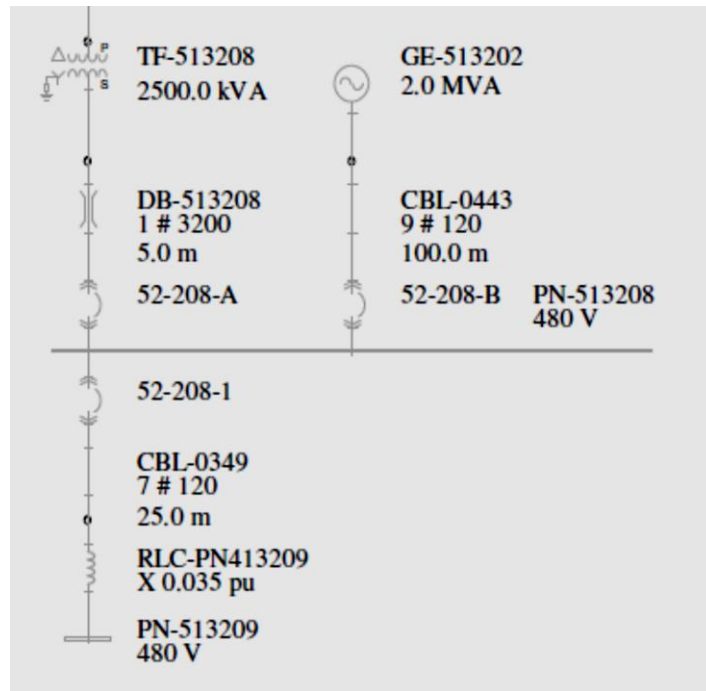 P
S
TF-513208
2500.0 kVA
GE-513202
2.0 MVA
DB-513208
1 # 3200
5.0 m
CBL-0443
9 # 120
100.0 m
52-208-A
52-208-B
PN-513208
480 V
52-208-1
CBL-0349
7 # 120
25.0 m
RLC-PN413209
X 0.035 pu
PN-513209
480 V